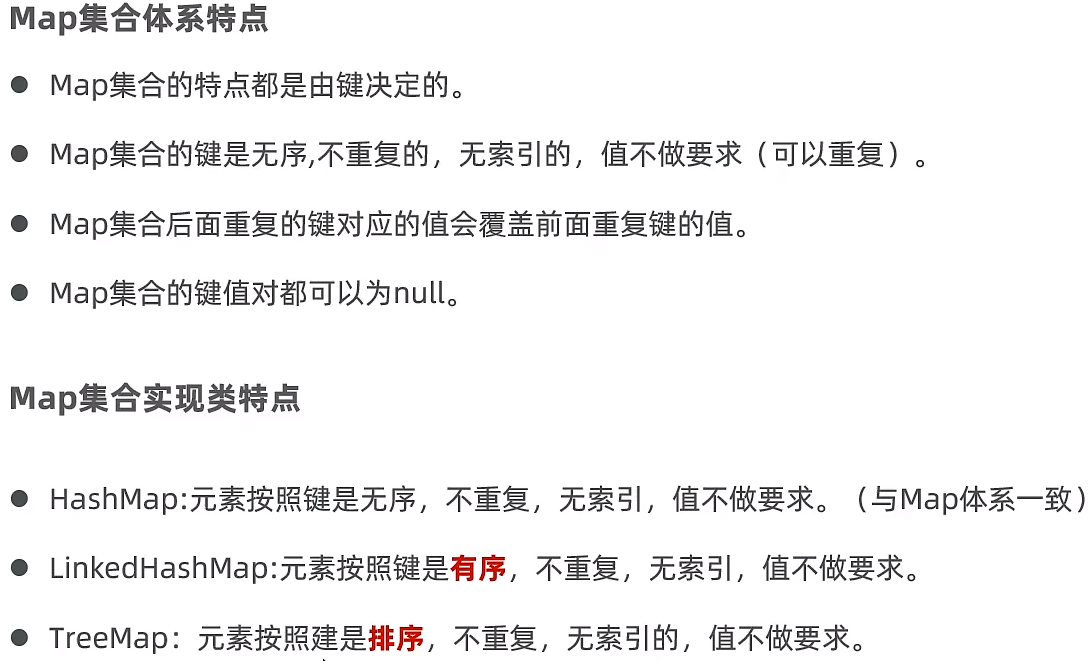 Map集合体系特点
● Map集合的特点都是由键决定的。
● Map集合的键是无序,不重复的，无索引的，值不做要求（可以重复）。
● Map集合后面重复的键对应的值会覆盖前面重复键的值。
● Map集合的键值对都可以为null。
Map集合实现类特点
● HashMap:元素按照键是无序，不重复，无索引，值不做要求。（与Map体系一致）
● LinkedHashMap:元素按照键是有序，不重复，无索引，值不做要求。
● TreeMap：元素按照建是排序，不重复，无索引的，值不做要求。